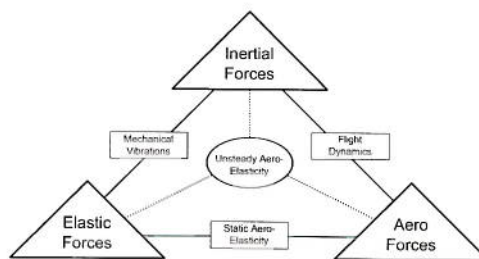 Inertial
Forces
Mechanical
Vibrations
Flight
Dynamics
Unsteady Aero-
Elasticity
Elastic
Forces
Static Aero-
Elasticity
Aero
Forces